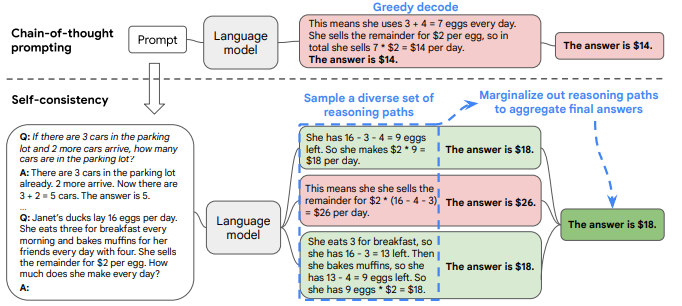 Greedy decode
Chain-of-thought
prompting
Prompt
Language
model
This means she uses 3 + 4 = 7 eggs every day.
She sells the remainder for $2 per egg, so in
total she sells 7 * $2 = $14 per day.
The answer is $14.
The answer is $14.
Self-consistency
Sample a diverse set of
reasoning paths
Marginalize out reasoning paths
to aggregate final answers
Q: If there are 3 cars in the parking
lot and 2 more cars arrive, how many
cars are in the parking lot?
A: There are 3 cars in the parking lot
already. 2 more arrive. Now there are
3 + 2 = 5 cars. The answer is 5.
...
Q: Janet's ducks lay 16 eggs per day.
She eats three for breakfast every
morning and bakes muffins for her
friends every day with four. She sells
the remainder for $2 per egg. How
much does she make every day?
A:
Language
model
She has 16 - 3 - 4 = 9 eggs
left. So she makes $2 * 9 =
$18 per day.
The answer is $18.
This means she she sells the
remainder for $2 * (16 - 4 - 3)
= $26 per day.
The answer is $26.
She eats 3 for breakfast, so
she has 16 - 3 = 13 left. Then
she bakes muffins, so she
has 13 - 4 = 9 eggs left. So
she has 9 eggs * $2 = $18.
The answer is $18.
The answer is $18.